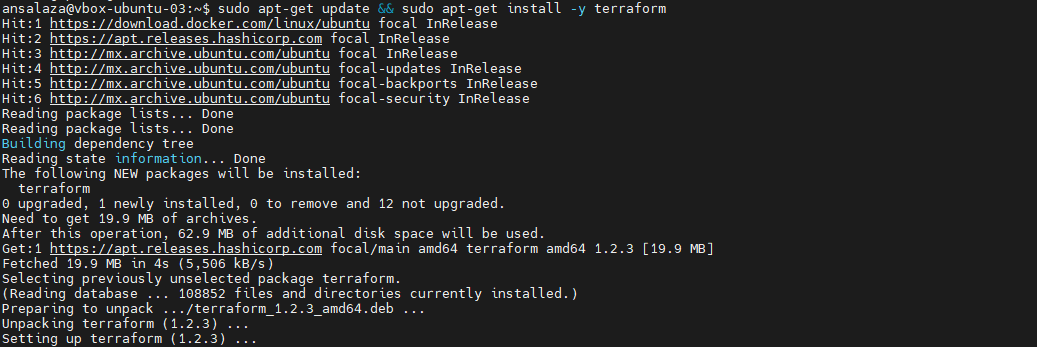 ansalaza@vbox-ubuntu-03:~$ sudo apt-get update && sudo apt-get install -y terraform
Hit:1 https://download.docker.com/linux/ubuntu focal InRelease
Hit:2 https://apt.releases.hashicorp.com focal InRelease
Hit:3 http://mx.archive.ubuntu.com/ubuntu focal InRelease
Hit:4 http://mx.archive.ubuntu.com/ubuntu focal-updates InRelease
Hit:5 http://mx.archive.ubuntu.com/ubuntu focal-backports InRelease
Hit:6 http://mx.archive.ubuntu.com/ubuntu focal-security InRelease
Reading package lists... Done
Reading package lists... Done
Building dependency tree
Reading state information... Done
The following NEW packages will be installed:
  terraform
0 upgraded, 1 newly installed, 0 to remove and 12 not upgraded.
Need to get 19.9 MB of archives.
After this operation, 62.9 MB of additional disk space will be used.
Get:1 https://apt.releases.hashicorp.com focal/main amd64 terraform amd64 1.2.3 [19.9 MB]
Fetched 19.9 MB in 4s (5,506 kB/s)
Selecting previously unselected package terraform.
(Reading database ... 108852 files and directories currently installed.)
Preparing to unpack .../terraform_1.2.3_amd64.deb ...
Unpacking terraform (1.2.3) ...
Setting up terraform (1.2.3) ...